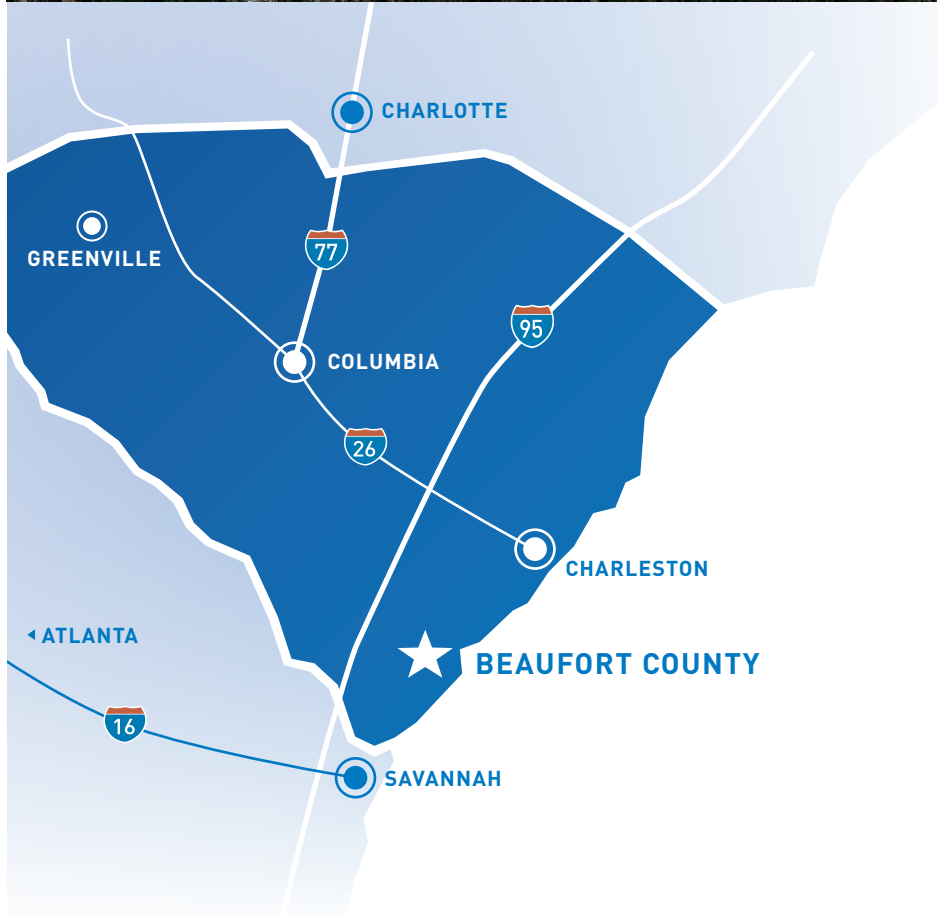 CHARLOTTE
GREENVILLE
77
95
COLUMBIA
26
CHARLESTON
ATLANTA
BEAUFORT COUNTY
16
SAVANNAH